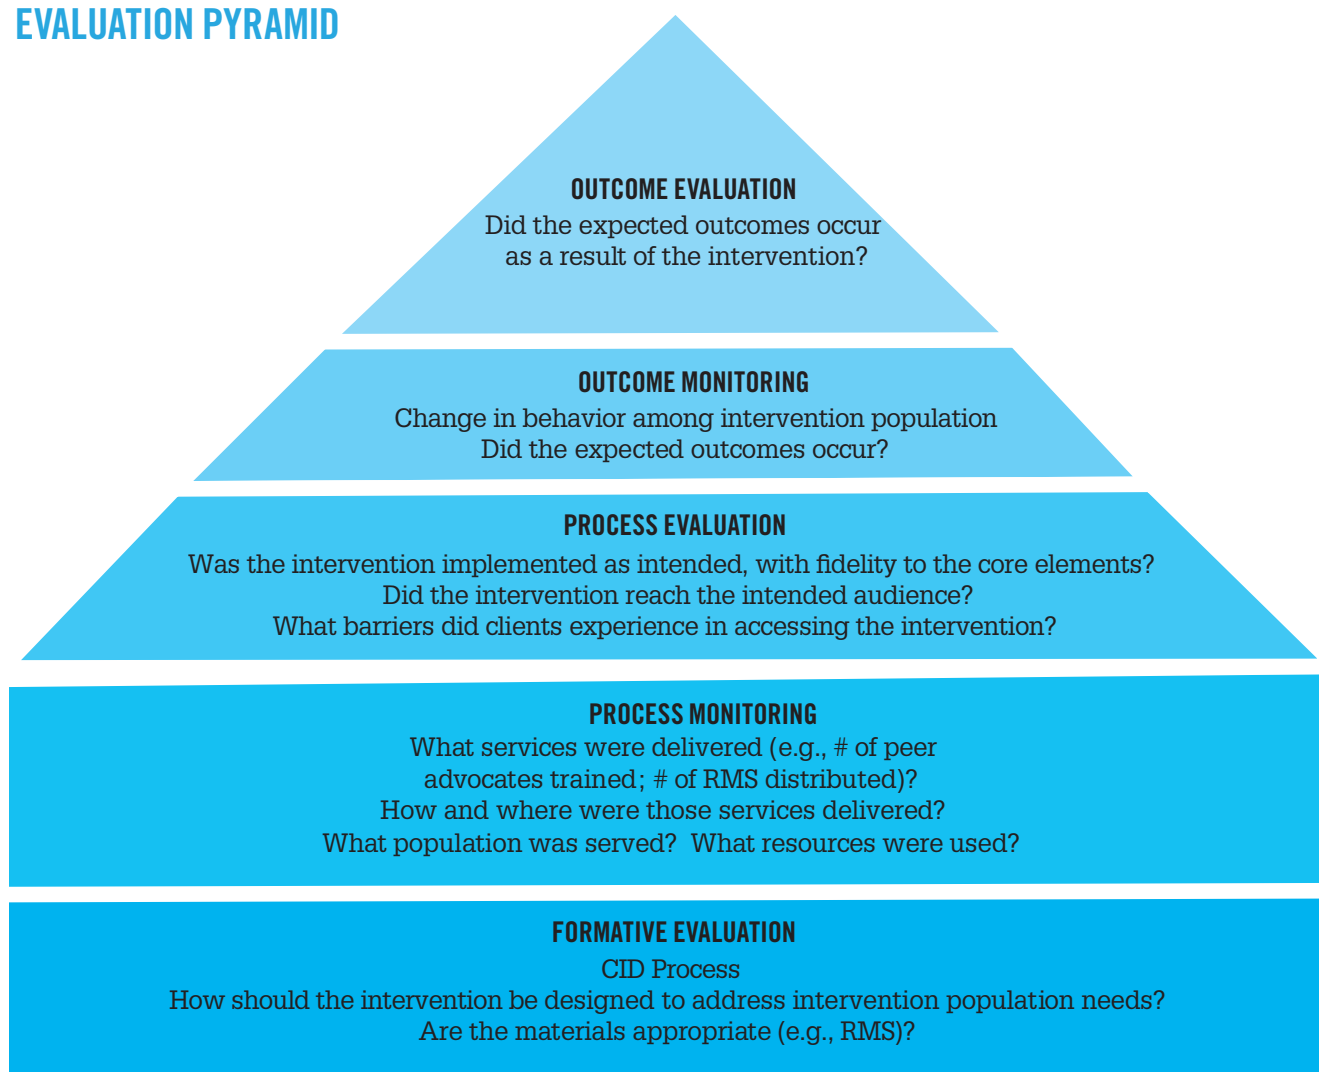 EVALUATION PYRAMID
OUTCOME EVALUATION
Did the expected outcomes occur
as a result of the intervention?
OUTCOME MONITORING
Change in behavior among intervention population
Did the expected outcomes occur?
PROCESS EVALUATION
Was the intervention implemented as intended, with fidelity to the core elements?
Did the intervention reach the intended audience?
What barriers did clients experience in accessing the intervention?
PROCESS MONITORING
What services were delivered (e.g., # of peer
advocates trained; # of RMS distributed)?
How and where were those services delivered?
What population was served? What resources were used?
FORMATIVE EVALUATION
CID Process
How should the intervention be designed to address intervention population needs?
Are the materials appropriate (e.g., RMS)?